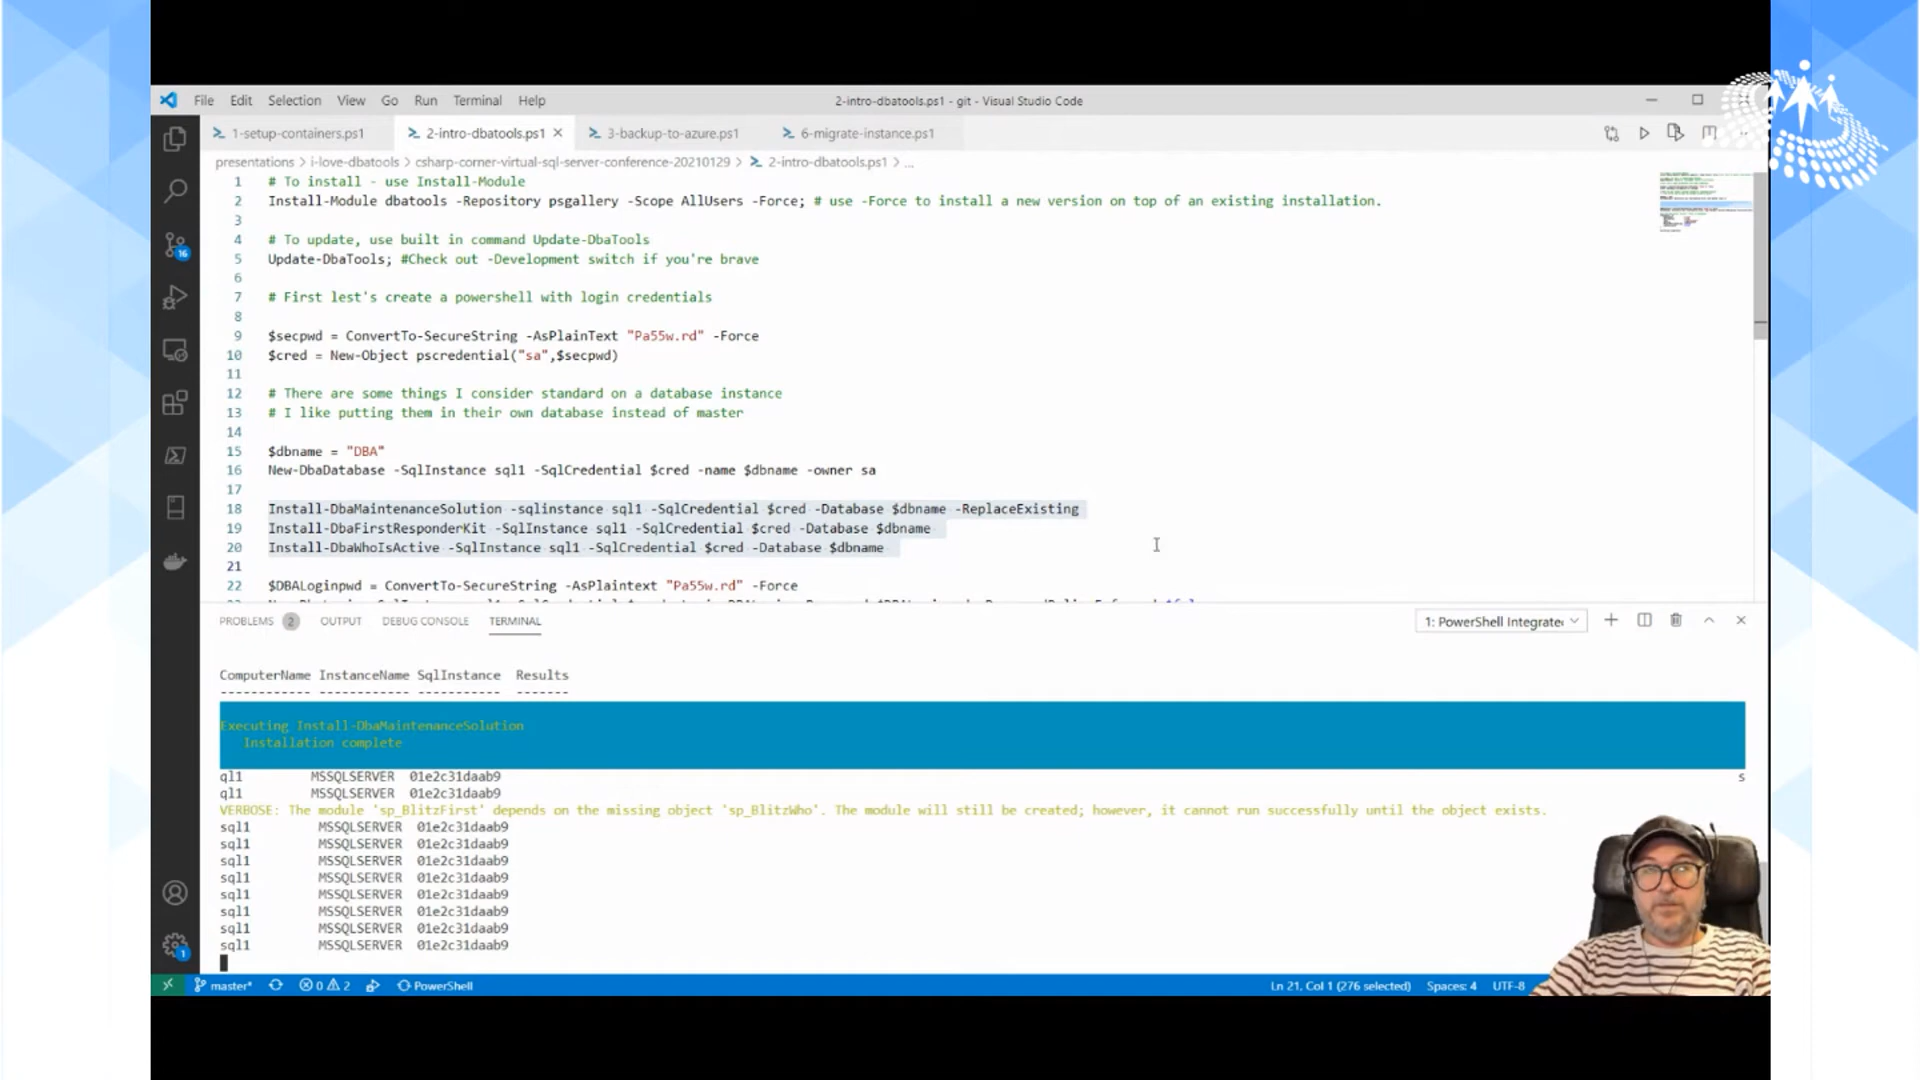 File Edit Selection View Go Run Terminal Help
2-intro-dbatools.ps1 - git - Visual Studio Code
1-setup-containers.ps1
2-intro-dbatools.ps1
3-backup-to-azure.ps1
6-migrate-instance.ps1
presentations > i-love-dbatools > csharp-corner-virtual-sql-server-conference-20210129 > 2-intro-dbatools.ps1 > ...
1 # To install - use Install-Module
2 Install-Module dbatools -Repository psgallery -Scope AllUsers -Force; # use -Force to install a new version on top of an existing installation.
3
4 # To update, use built in command Update-DbaTools
5 Update-DbaTools; #Check out -Development switch if you're brave
6
7 # First lest's create a powershell with login credentials
8
9 $secpwd = ConvertTo-SecureString -AsPlainText "Pa55w.rd" -Force
10 $cred = New-Object pscredential("sa",$secpwd)
11
12 # There are some things I consider standard on a database instance
13 # I like putting them in their own database instead of master
14
15 $dbname = "DBA"
16 New-DbaDatabase -SqlInstance sql1 -SqlCredential $cred -name $dbname -owner sa
17
18 Install-DbaMaintenanceSolution -sqlinstance sql1 -SqlCredential $cred -Database $dbname -ReplaceExisting
19 Install-DbaFirstResponderKit -SqlInstance sql1 -SqlCredential $cred -Database $dbname
20 Install-DbaWhoIsActive -SqlInstance sql1 -SqlCredential $cred -Database $dbname
21
22 $DBALoginpwd = ConvertTo-SecureString -AsPlaintext "Pa55w.rd" -Force
16
PROBLEMS 2 OUTPUT DEBUG CONSOLE TERMINAL
1: PowerShell Integrate
ComputerName InstanceName SqlInstance Results
------------ ------------ ----------- -------
Executing Install-DbaMaintenanceSolution
Installation complete
ql1 MSSQLSERVER 01e2c31daab9 s
ql1 MSSQLSERVER 01e2c31daab9
VERBOSE: The module 'sp_BlitzFirst' depends on the missing object 'sp_BlitzWho'. The module will still be created; however, it cannot run successfully until the object exists.
sql1 MSSQLSERVER 01e2c31daab9
sql1 MSSQLSERVER 01e2c31daab9
sql1 MSSQLSERVER 01e2c31daab9
sql1 MSSQLSERVER 01e2c31daab9
sql1 MSSQLSERVER 01e2c31daab9
sql1 MSSQLSERVER 01e2c31daab9
sql1 MSSQLSERVER 01e2c31daab9
sql1 MSSQLSERVER 01e2c31daab9
1
master* 0 2 PowerShell
Ln 21, Col 1 (276 selected) Spaces: 4 UTF-8